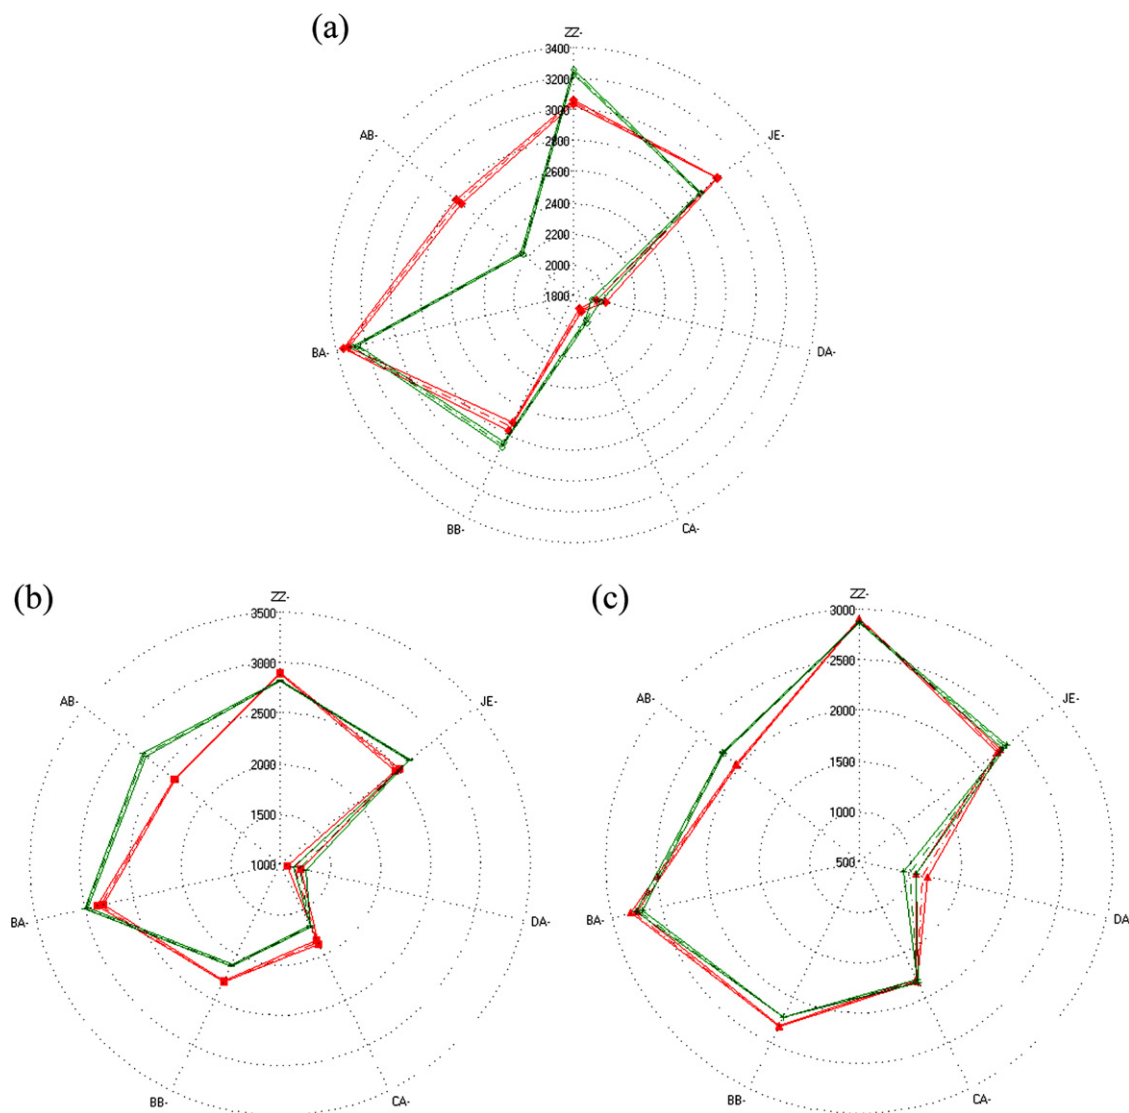 (a)
ZZ-
3400
3200
3000
2800
2600
2400
2200
2000
1800
AB-
JE-
BA-
DA-
BB-
CA-
(b)
ZZ-
3500
3000
2500
2000
1500
1000
AB-
JE-
BA-
DA-
BB-
CA-
(c)
ZZ-
3000
2500
2000
1500
1000
500
AB-
JE-
BA-
DA-
BB-
CA-